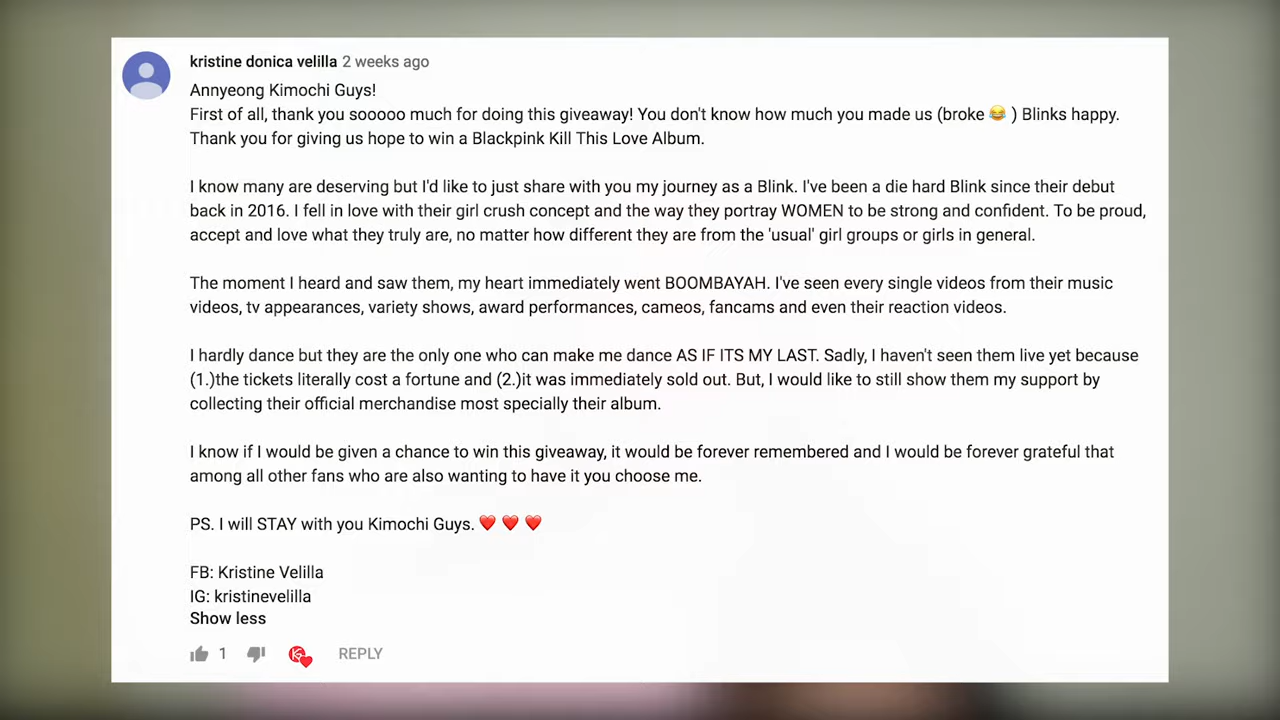 kristine donica velilla 2 weeks ago
Annyeong Kimochi Guys!
First of all, thank you sooooo much for doing this giveaway! You don't know how much you made us (broke 😂 ) Blinks happy.
Thank you for giving us hope to win a Blackpink Kill This Love Album.
I know many are deserving but I'd like to just share with you my journey as a Blink. I've been a die hard Blink since their debut
back in 2016. I fell in love with their girl crush concept and the way they portray WOMEN to be strong and confident. To be proud,
accept and love what they truly are, no matter how different they are from the 'usual' girl groups or girls in general.
The moment I heard and saw them, my heart immediately went BOOMBAYAH. I've seen every single videos from their music
videos, tv appearances, variety shows, award performances, cameos, fancams and even their reaction videos.
I hardly dance but they are the only one who can make me dance AS IF ITS MY LAST. Sadly, I haven't seen them live yet because
(1.)the tickets literally cost a fortune and (2.)it was immediately sold out. But, I would like to still show them my support by
collecting their official merchandise most specially their album.
I know if I would be given a chance to win this giveaway, it would be forever remembered and I would be forever grateful that
among all other fans who are also wanting to have it you choose me.
PS. I will STAY with you Kimochi Guys. ❤️ ❤️ ❤️
FB: Kristine Velilla
IG: kristinevelilla
Show less
1 REPLY